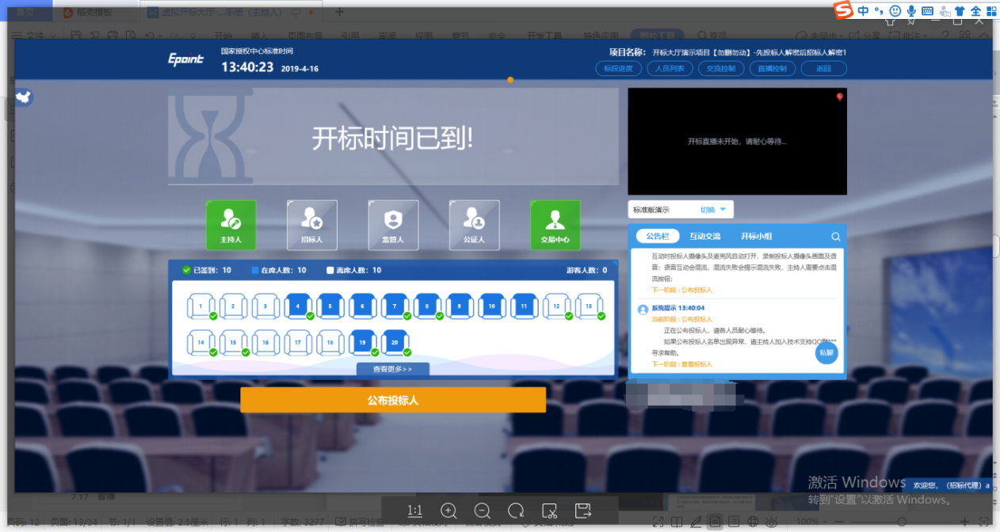 首页
稻壳模板
虚拟开标大厅-二手册（主持人）
中
全
文件
开始
插入
页面布局
引用
审阅
视图
章节
安全
开发工具
特色应用
图片工具
查找
未同步
分享
批注
Epoint
国家授权中心标准时间
13:40:23 2019-4-16
项目名称： 开标大厅演示项目【勿删勿动】-先投标人解密后招标人解密1
标段进度
人员列表
交流控制
直播控制
返回
开标时间已到!
开标直播未开始，请耐心等待...
标准版演示 切换
主持人
招标人
监管人
公证人
交易中心
公告栏 互动交流 开标小组
已签到：10 在席人数：10 离席人数：10 游客人数：0
互动时投标人摄像头及麦克风自动打开，录制投标人摄像头画面及语
音；语音互动会混流，混流失败会提示混流失败，主持人需要点击混
流按钮；
下一阶段 : 公布投标人
系统提示 13:40:04
当前阶段 : 公布投标人
正在公布投标人，请各人员耐心等待。
如果公布投标人名单出现异常，请主持人加入技术支持QQ群***
寻求帮助。
下一阶段 : 查看投标人
私聊
1 2 3 4 5 6 7 8 9 10 11 12 13
14 15 16 17 18 19 20
查看更多>>
公布投标人
激活 Windows
转到"设置"以激活 Windows。
欢迎您，（招标代理）a
2.17 直播
1:1
页码: 12 页面: 13/34 节: 1/1 设置值: 2.5厘米 行: 1 列: 1 字数: 3277 拼写检查
100%